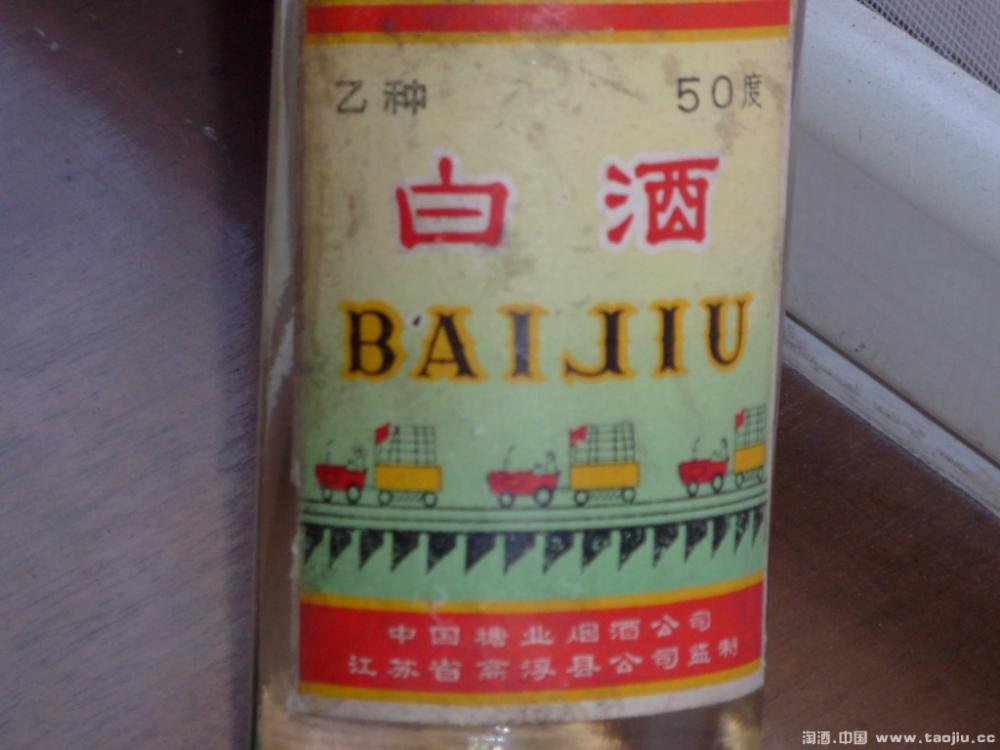 乙种 50度
白酒
BAIJIU
中国糖业烟酒公司
江苏省高淳县公司监制
淘酒.中国 www.taojiu.cc